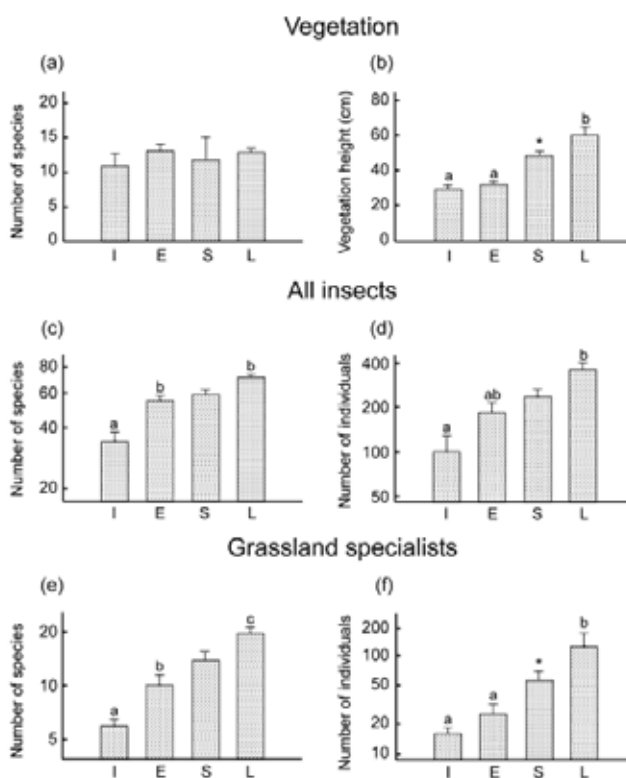 Vegetation
(a)
(b)
Number of species
20
15
10
5
0
I E S L
Vegetation height (cm)
80
60
40
20
0
a a * b
I E S L
All insects
(c)
(d)
Number of species
80
60
40
20
a b b
I E S L
Number of individuals
400
200
100
50
a ab b
I E S L
Grassland specialists
(e)
(f)
Number of species
20
10
5
a b c
I E S L
Number of individuals
200
100
50
20
10
a a * b
I E S L